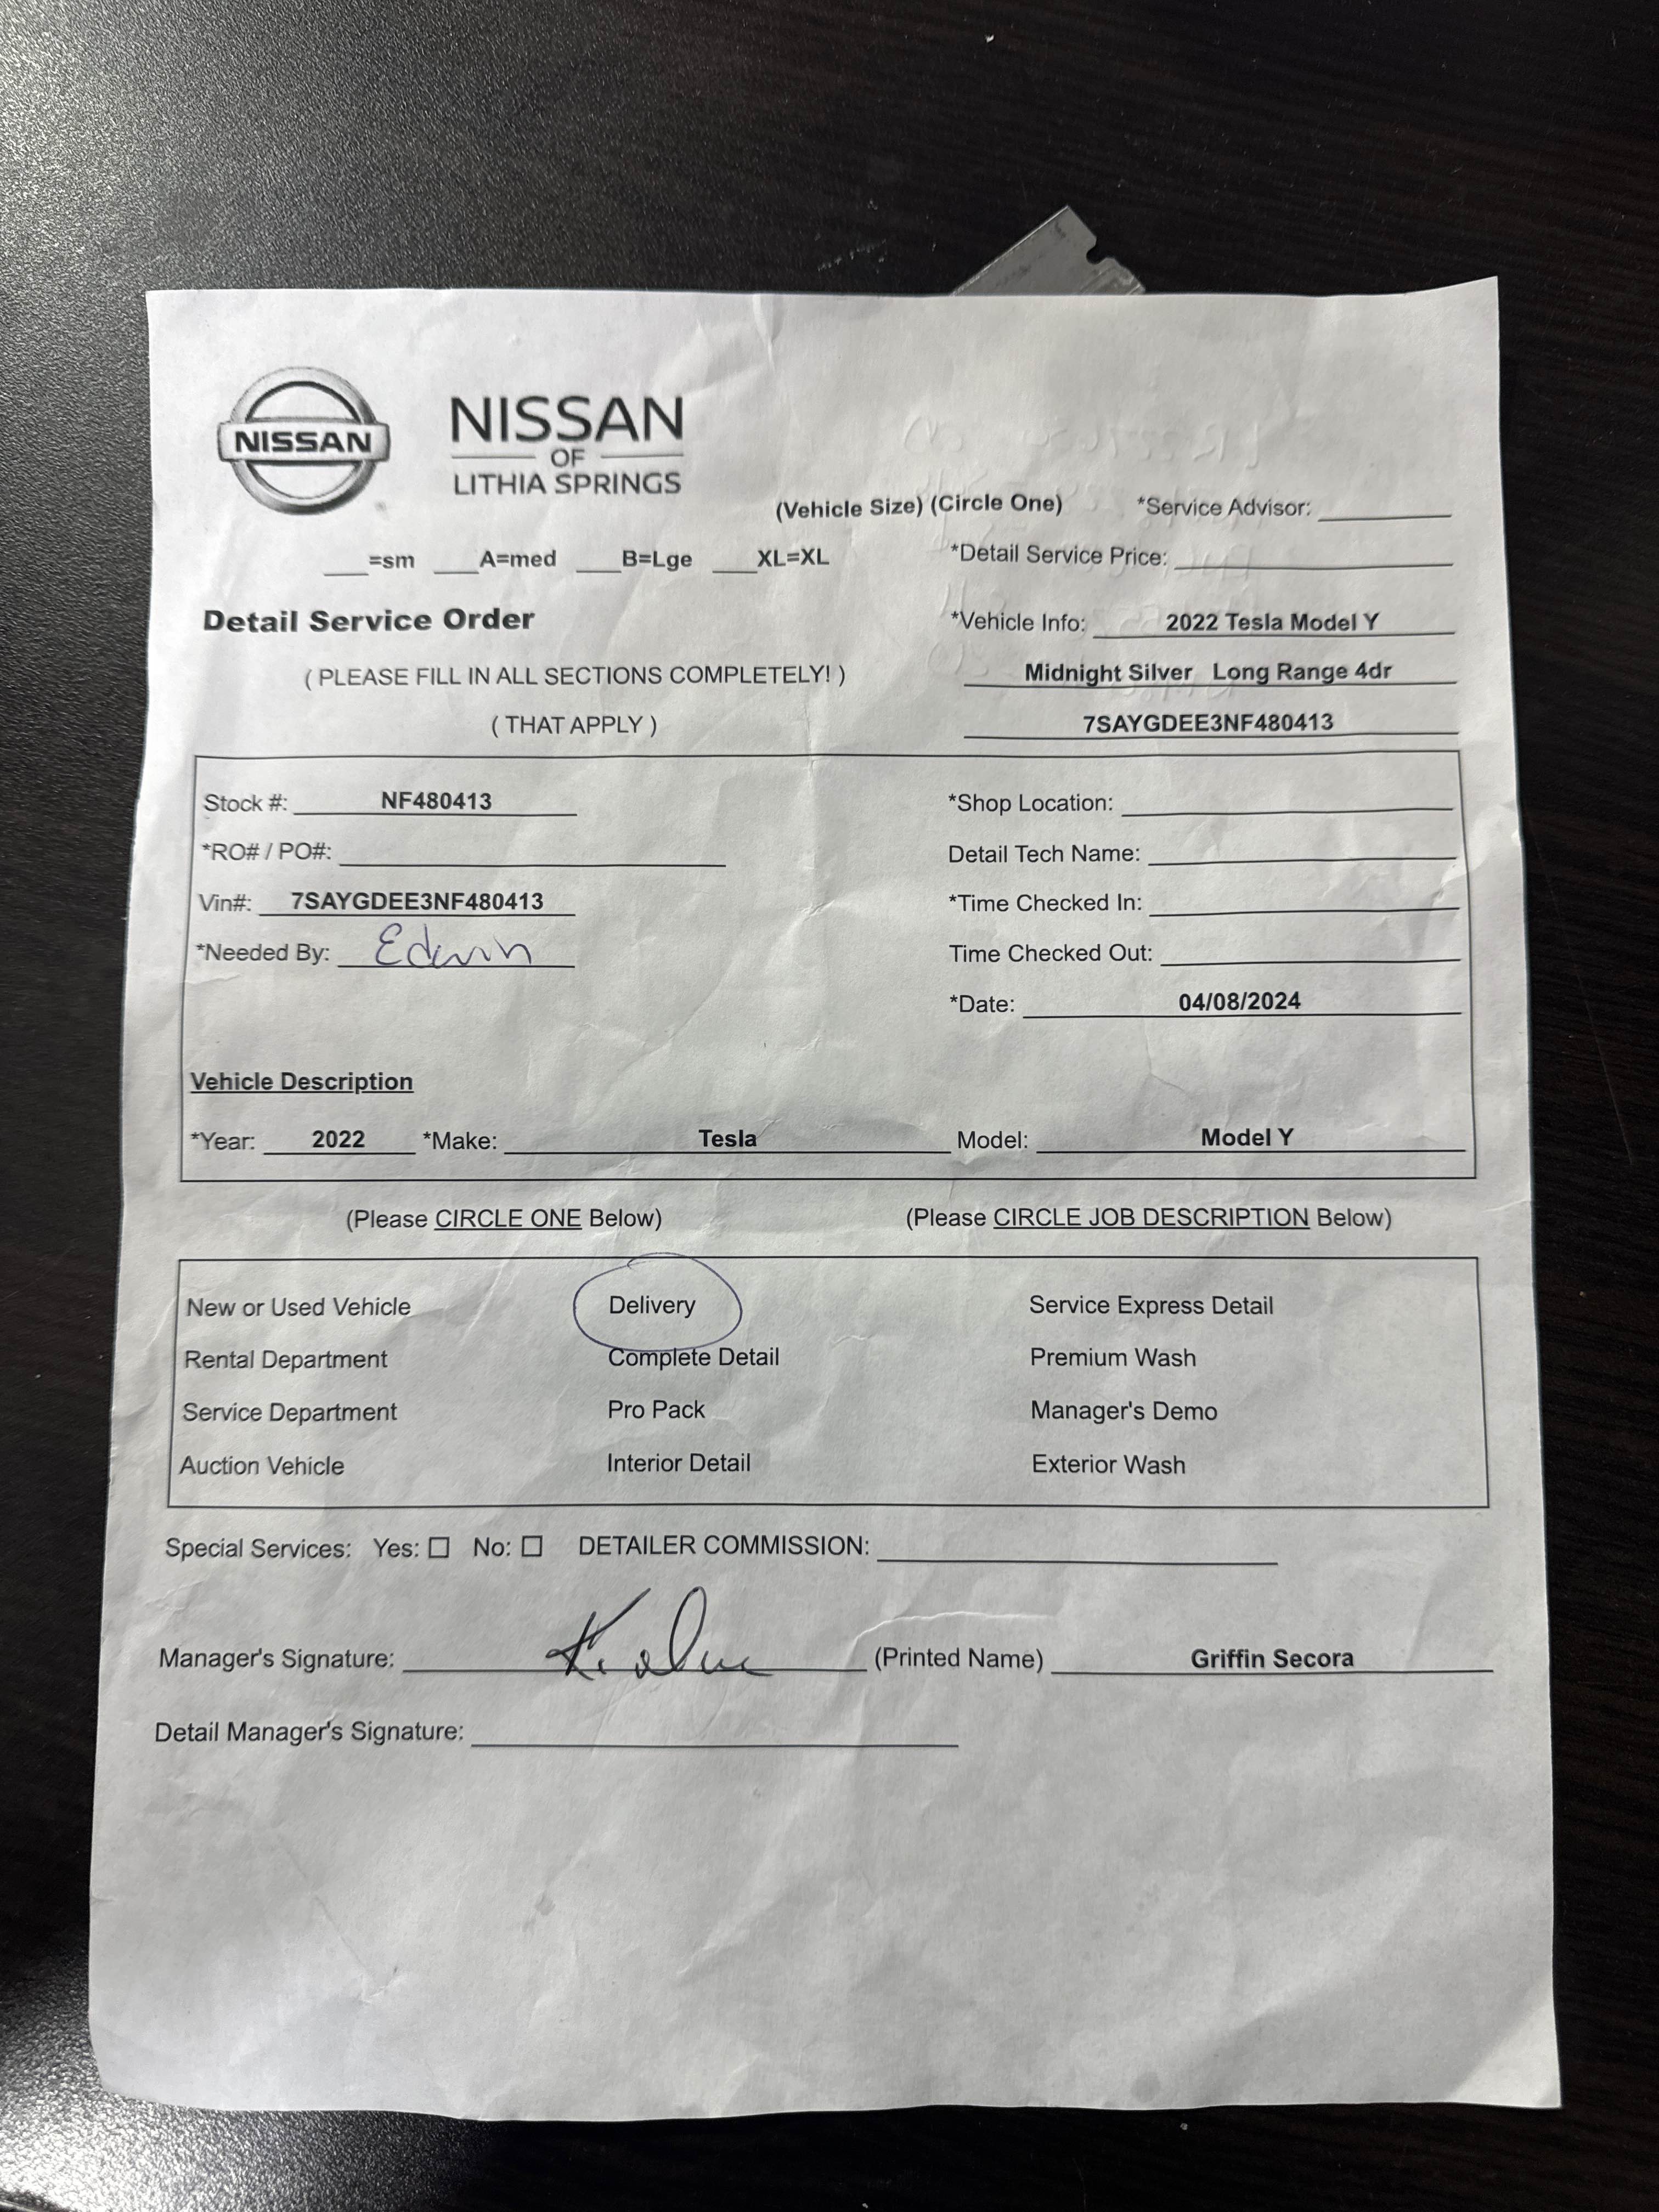 NISSAN
NISSAN
OF
LITHIA SPRINGS
(Vehicle Size) (Circle One) *Service Advisor:
___=sm ___A=med ___B=Lge ___XL=XL *Detail Service Price:
Detail Service Order *Vehicle Info: 2022 Tesla Model Y
( PLEASE FILL IN ALL SECTIONS COMPLETELY! ) Midnight Silver Long Range 4dr
( THAT APPLY ) 7SAYGDEE3NF480413
Stock #: NF480413 *Shop Location:
*RO# / PO#: Detail Tech Name:
Vin#: 7SAYGDEE3NF480413 *Time Checked In:
*Needed By: Edwin Time Checked Out:
*Date: 04/08/2024
Vehicle Description
*Year: 2022 *Make: Tesla Model: Model Y
(Please CIRCLE ONE Below) (Please CIRCLE JOB DESCRIPTION Below)
New or Used Vehicle Delivery Service Express Detail
Rental Department Complete Detail Premium Wash
Service Department Pro Pack Manager's Demo
Auction Vehicle Interior Detail Exterior Wash
Special Services: Yes: ☐ No: ☐ DETAILER COMMISSION:
Manager's Signature: (Printed Name) Griffin Secora
Detail Manager's Signature: